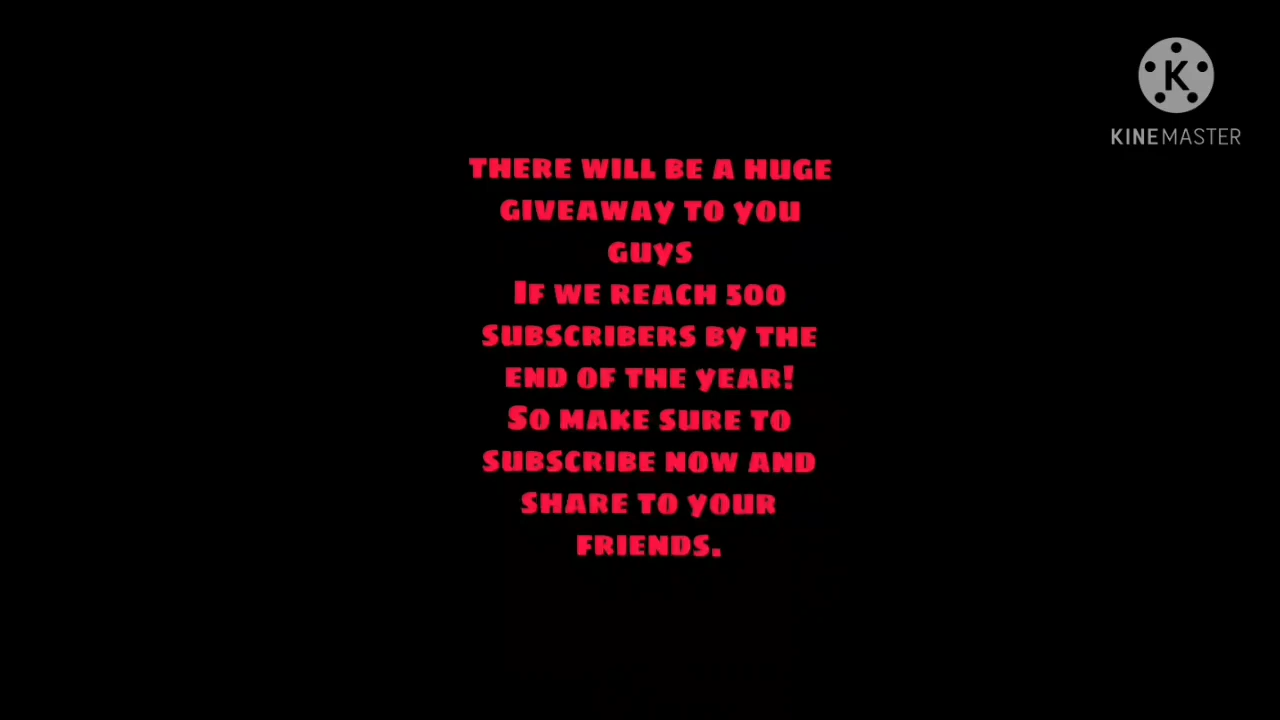 K
KINEMASTER
THERE WILL BE A HUGE
GIVEAWAY TO YOU
GUYS
IF WE REACH 500
SUBSCRIBERS BY THE
END OF THE YEAR!
SO MAKE SURE TO
SUBSCRIBE NOW AND
SHARE TO YOUR
FRIENDS.